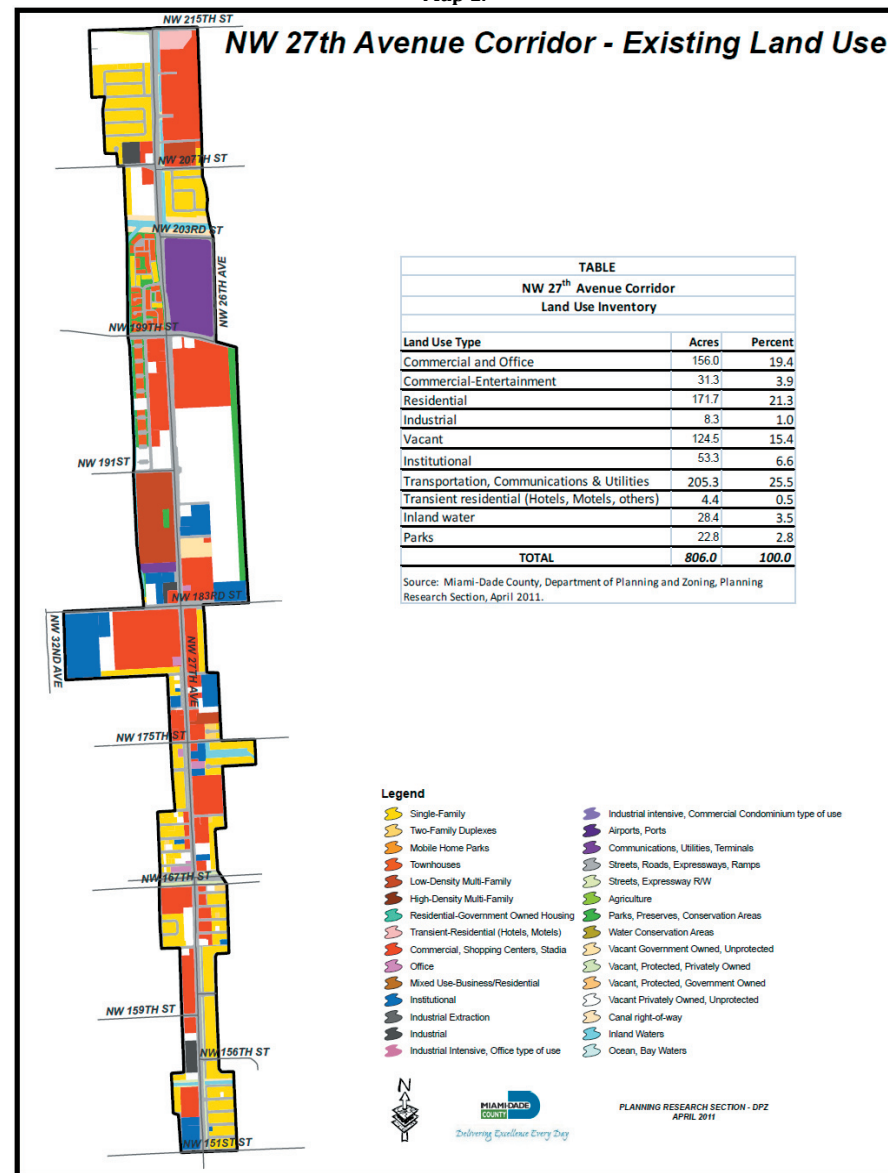 NW 27th Avenue Corridor - Existing Land Use
NW 215TH ST
NW 207TH ST
NW 203RD ST
NW 26TH AVE
NW 199TH ST
NW 191ST
NW 183RD ST
NW 32ND AVE
NW 27TH AVE
NW 175TH ST
NW 167TH ST
NW 159TH ST
NW 156TH ST
NW 151ST ST
TABLE
NW 27th Avenue Corridor
Land Use Inventory
Land Use Type Acres Percent
Commercial and Office 156.0 19.4
Commercial-Entertainment 31.3 3.9
Residential 171.7 21.3
Industrial 8.3 1.0
Vacant 124.5 15.4
Institutional 53.3 6.6
Transportation, Communications & Utilities 205.3 25.5
Transient residential (Hotels, Motels, others) 4.4 0.5
Inland water 28.4 3.5
Parks 22.8 2.8
TOTAL 806.0 100.0
Source: Miami-Dade County, Department of Planning and Zoning, Planning
Research Section, April 2011.
Legend
Single-Family
Two-Family Duplexes
Mobile Home Parks
Townhouses
Low-Density Multi-Family
High-Density Multi-Family
Residential-Government Owned Housing
Transient-Residential (Hotels, Motels)
Commercial, Shopping Centers, Stadia
Office
Mixed Use-Business/Residential
Institutional
Industrial Extraction
Industrial
Industrial Intensive, Office type of use
Industrial intensive, Commercial Condominium type of use
Airports, Ports
Communications, Utilities, Terminals
Streets, Roads, Expressways, Ramps
Streets, Expressway R/W
Agriculture
Parks, Preserves, Conservation Areas
Water Conservation Areas
Vacant Government Owned, Unprotected
Vacant, Protected, Privately Owned
Vacant, Protected, Government Owned
Vacant Privately Owned, Unprotected
Canal right-of-way
Inland Waters
Ocean, Bay Waters
N
MIAMI-DADE
COUNTY
Delivering Excellence Every Day
PLANNING RESEARCH SECTION - DPZ
APRIL 2011